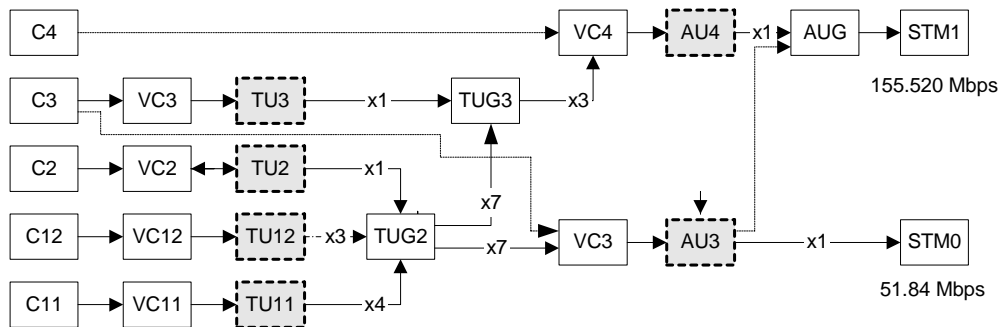 C4 VC4 AU4 x1 AUG STM1
155.520 Mbps
C3 VC3 TU3 x1 TUG3 x3
C2 VC2 TU2 x1
x7
C12 VC12 TU12 x3 TUG2 x7 VC3 AU3 x1 STM0
51.84 Mbps
C11 VC11 TU11 x4